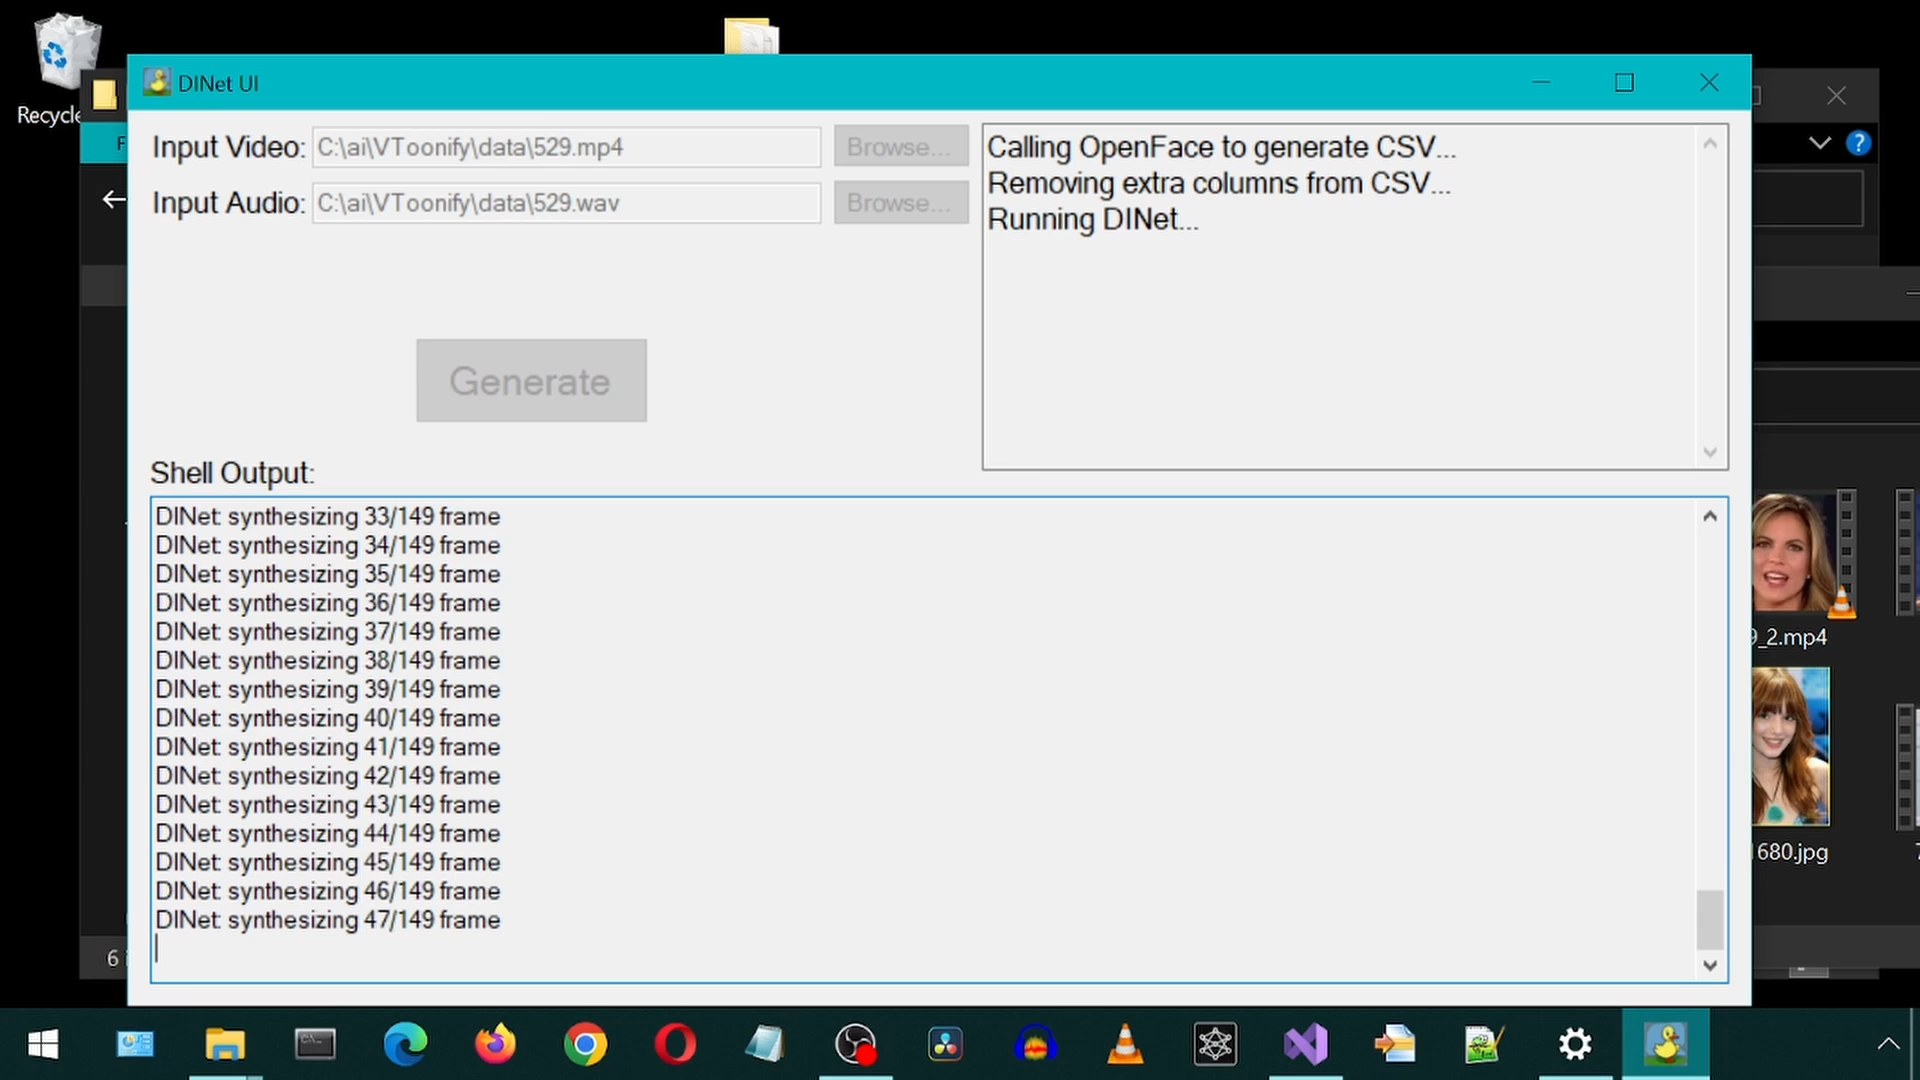 Recycle
DINet UI
Input Video: C:\ai\VToonify\data\529.mp4 Browse...
Input Audio: C:\ai\VToonify\data\529.wav Browse...
Generate
Calling OpenFace to generate CSV...
Removing extra columns from CSV...
Running DINet...
Shell Output:
DINet: synthesizing 33/149 frame
DINet: synthesizing 34/149 frame
DINet: synthesizing 35/149 frame
DINet: synthesizing 36/149 frame
DINet: synthesizing 37/149 frame
DINet: synthesizing 38/149 frame
DINet: synthesizing 39/149 frame
DINet: synthesizing 40/149 frame
DINet: synthesizing 41/149 frame
DINet: synthesizing 42/149 frame
DINet: synthesizing 43/149 frame
DINet: synthesizing 44/149 frame
DINet: synthesizing 45/149 frame
DINet: synthesizing 46/149 frame
DINet: synthesizing 47/149 frame
9_2.mp4
1680.jpg
6